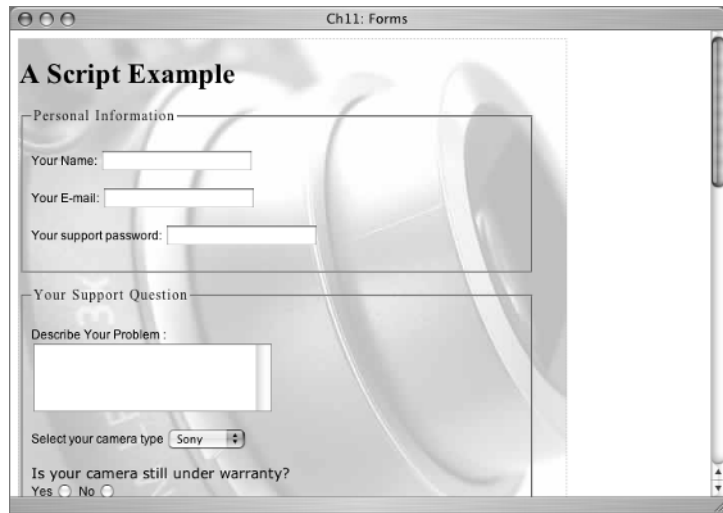 Ch11: Forms
A Script Example
Personal Information
Your Name:
Your E-mail:
Your support password:
Your Support Question
Describe Your Problem :
Select your camera type Sony
Is your camera still under warranty?
Yes No